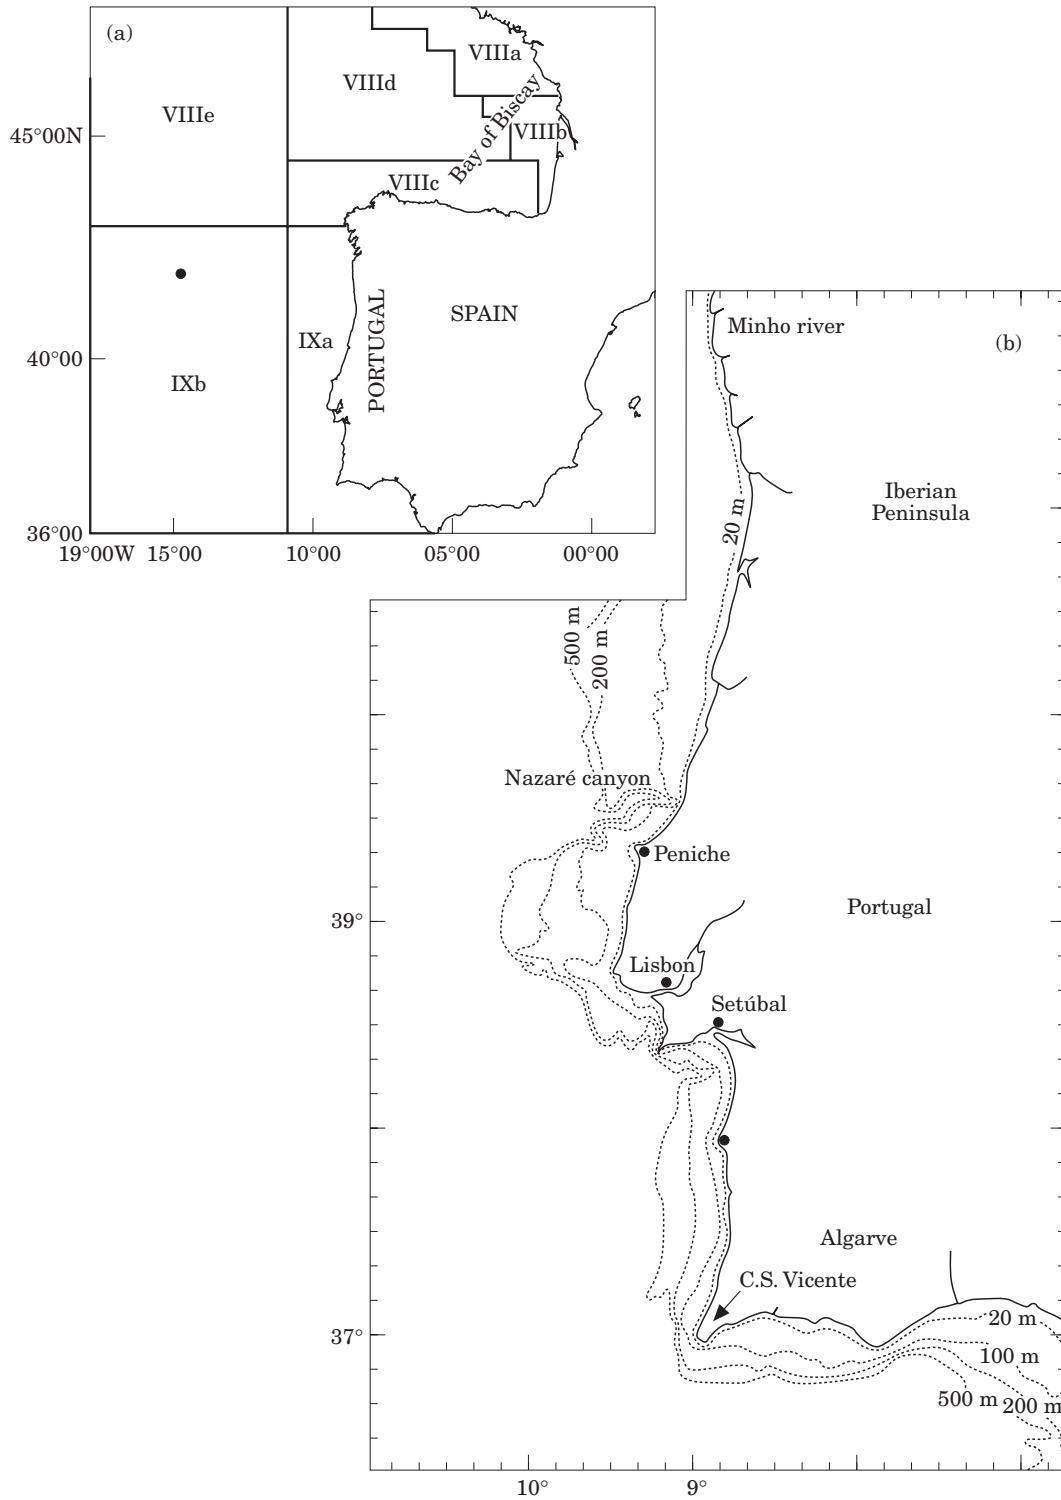 (a)
VIIIa
VIIId
VIIIe
45°00N
Bay of Biscay
VIIIb
VIIIc
PORTUGAL
SPAIN
IXa
40°00
IXb
36°00
19°00W 15°00 10°00 05°00 00°00
Minho river
(b)
Iberian
Peninsula
20 m
500 m
200 m
Nazaré canyon
Peniche
39°
Portugal
Lisbon
Setúbal
Algarve
C.S. Vicente
37°
20 m
100 m
500 m
200 m
10° 9°